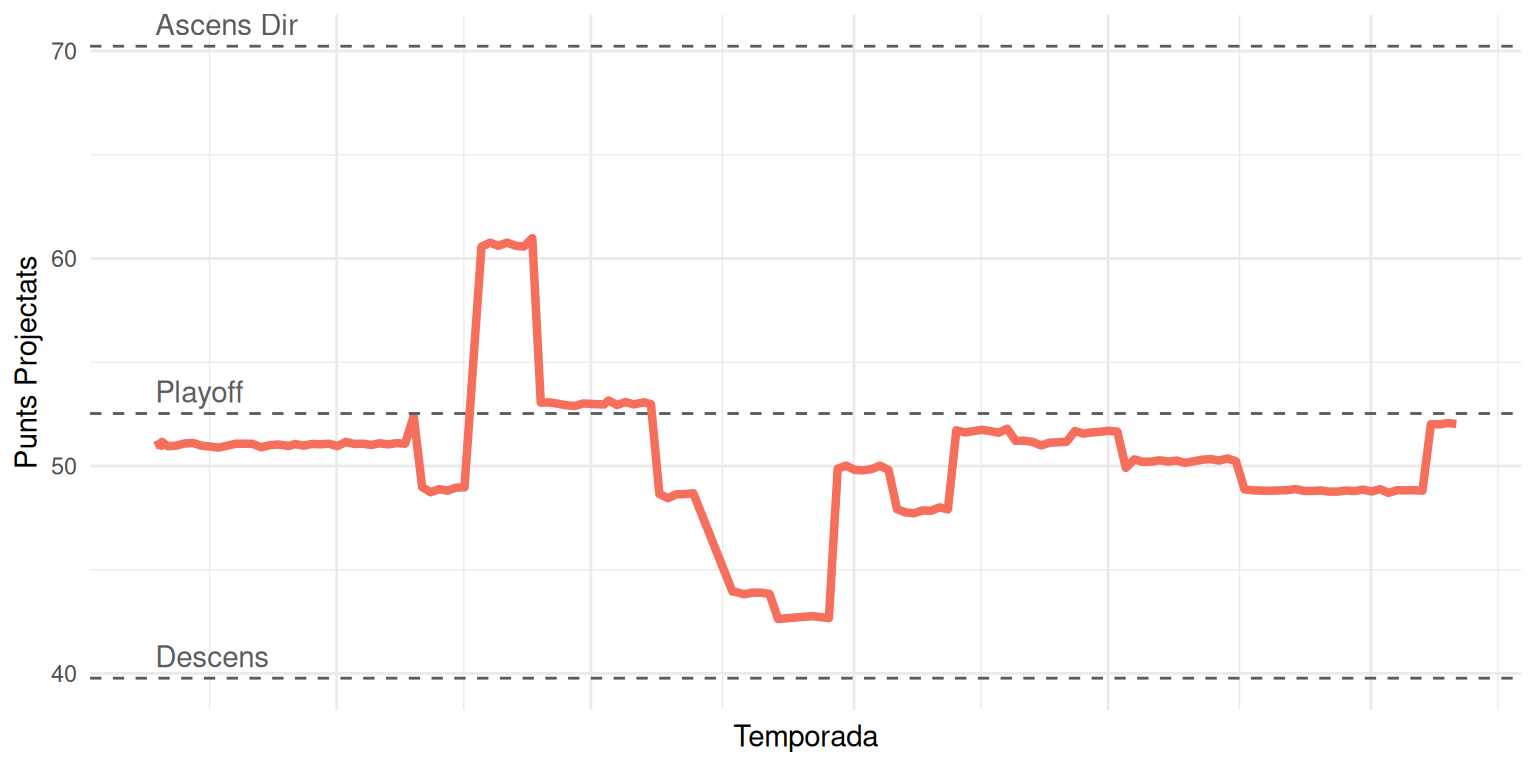 Ascens Dir
70
60
Punts Projectats
Playoff
50
Descens
40
Temporada